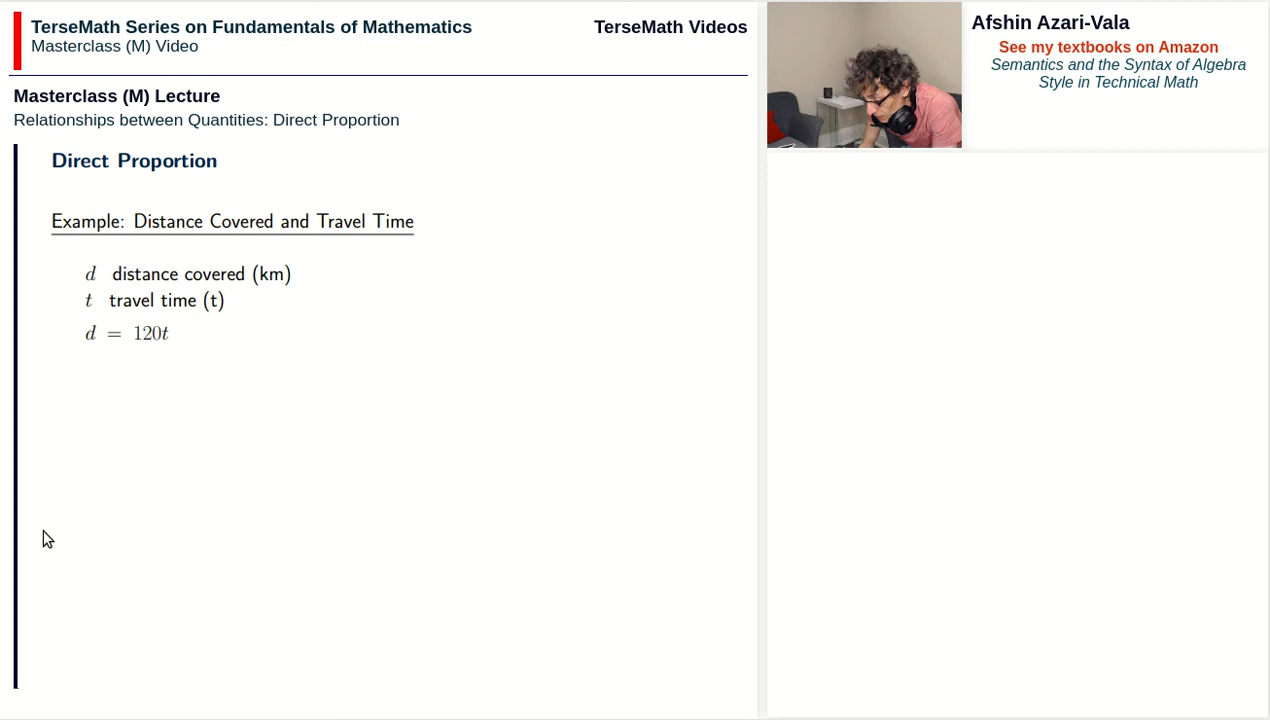 TerseMath Series on Fundamentals of Mathematics
Masterclass (M) Video
TerseMath Videos
Masterclass (M) Lecture
Relationships between Quantities: Direct Proportion
Direct Proportion
Example: Distance Covered and Travel Time
d distance covered (km)
t travel time (t)
d = 120t
Afshin Azari-Vala
See my textbooks on Amazon
Semantics and the Syntax of Algebra
Style in Technical Math